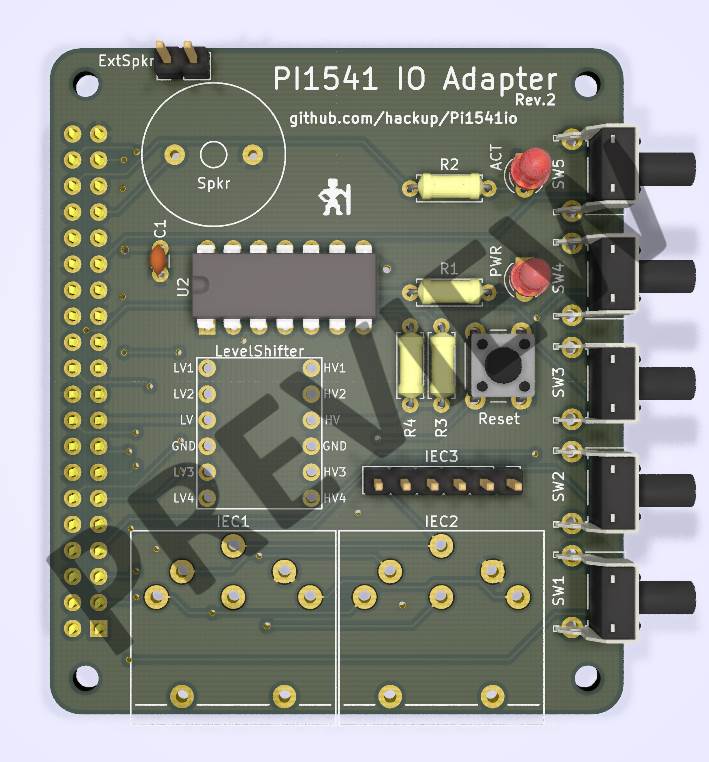 ExtSpkr
PI1541 IO Adapter
Rev.2
github.com/hackup/Pi1541io
Spkr
R2
ACT
SW5
C1
U2
R1
PWR
SW4
LevelShifter
LV1 HV1
LV2 HV2
LV HV
GND GND
LV3 HV3
LV4 HV4
R4
R3
Reset
SW3
IEC3
SW2
IEC1
IEC2
SW1
PREVIEW